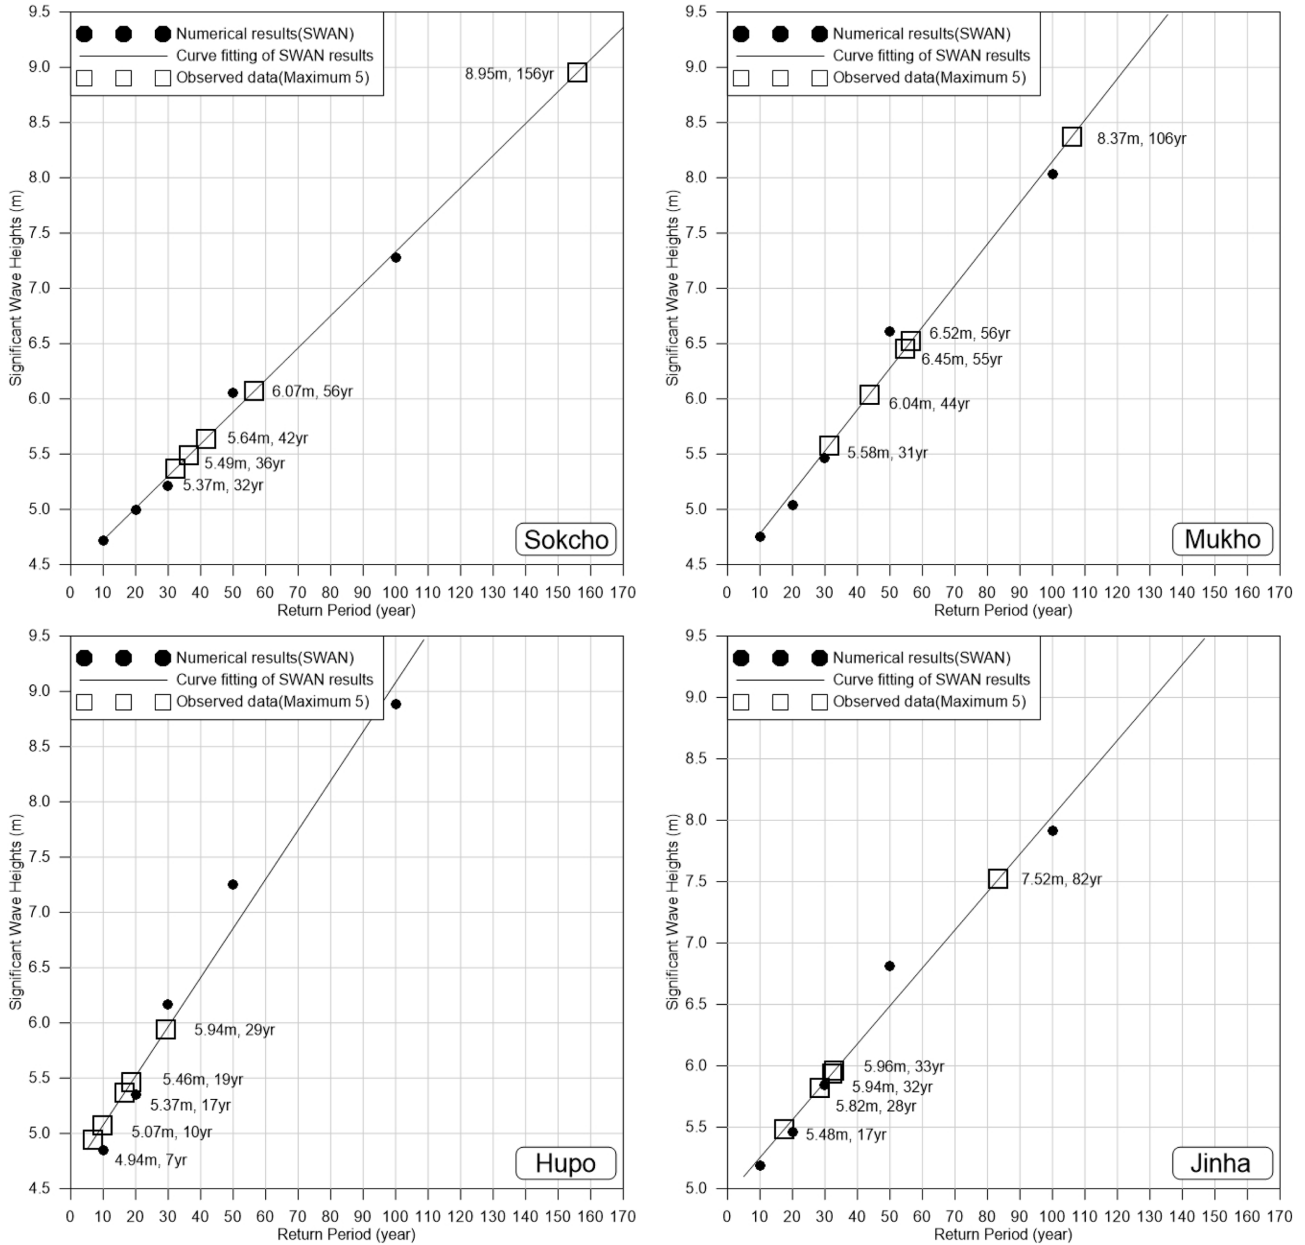 9.5
9.0
8.5
8.0
7.5
7.0
6.5
6.0
5.5
5.0
4.5
Significant Wave Heights (m)
Numerical results(SWAN)
Curve fitting of SWAN results
Observed data(Maximum 5)
8.95m, 156yr
6.07m, 56yr
5.64m, 42yr
5.49m, 36yr
5.37m, 32yr
Sokcho
0 10 20 30 40 50 60 70 80 90 100 110 120 130 140 150 160 170
Return Period (year)
9.5
9.0
8.5
8.0
7.5
7.0
6.5
6.0
5.5
5.0
4.5
Significant Wave Heights (m)
Numerical results(SWAN)
Curve fitting of SWAN results
Observed data(Maximum 5)
8.37m, 106yr
6.52m, 56yr
6.45m, 55yr
6.04m, 44yr
5.58m, 31yr
Mukho
0 10 20 30 40 50 60 70 80 90 100 110 120 130 140 150 160 170
Return Period (year)
9.5
9.0
8.5
8.0
7.5
7.0
6.5
6.0
5.5
5.0
4.5
Significant Wave Heights (m)
Numerical results(SWAN)
Curve fitting of SWAN results
Observed data(Maximum 5)
5.94m, 29yr
5.46m, 19yr
5.37m, 17yr
5.07m, 10yr
4.94m, 7yr
Hupo
0 10 20 30 40 50 60 70 80 90 100 110 120 130 140 150 160 170
Return Period (year)
9.5
9.0
8.5
8.0
7.5
7.0
6.5
6.0
5.5
5.0
Significant Wave Heights (m)
Numerical results(SWAN)
Curve fitting of SWAN results
Observed data(Maximum 5)
7.52m, 82yr
5.96m, 33yr
5.94m, 32yr
5.82m, 28yr
5.48m, 17yr
Jinha
0 10 20 30 40 50 60 70 80 90 100 110 120 130 140 150 160 170
Return Period (year)